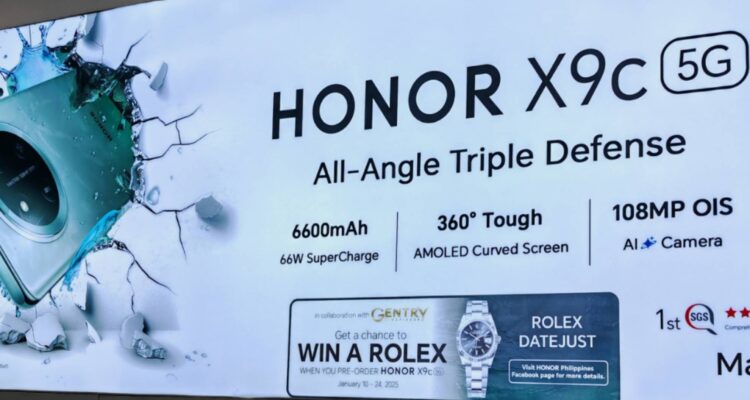 HONOR X9c 5G
All-Angle Triple Defense
6600mAh
66W SuperCharge
360° Tough
AMOLED Curved Screen
108MP OIS
AI Camera
in collaboration with GENTRY
Get a chance to
WIN A ROLEX
WHEN YOU PRE-ORDER HONOR X9c 5G
January 10 - 24, 2025
ROLEX
DATEJUST
Visit HONOR Philippines
Facebook page for more details.
1st SGS
HONOR